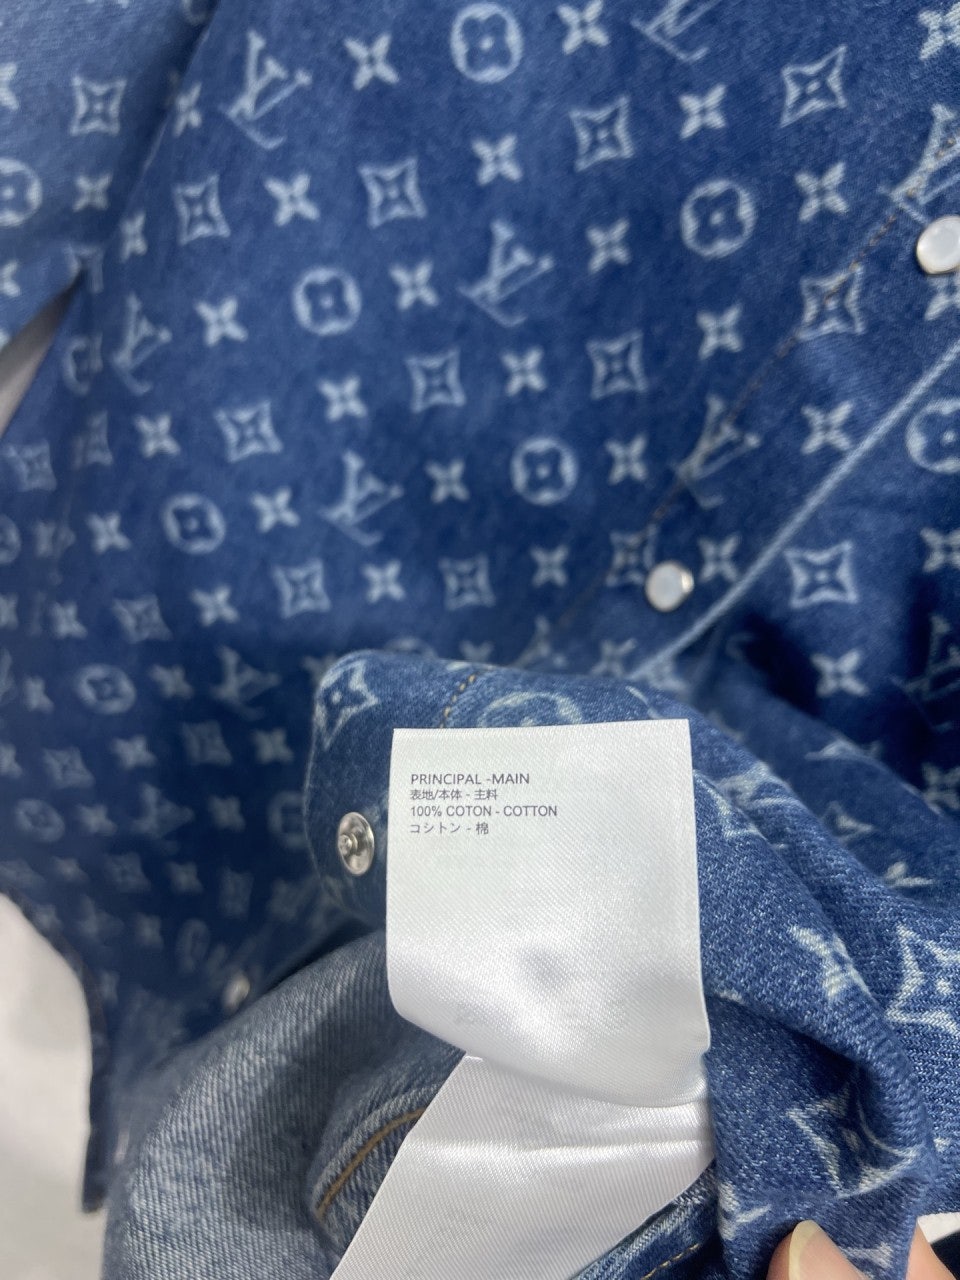 PRINCIPAL -MAIN
表地/本体 - 主料
100% COTON - COTTON
コシトン - 棉